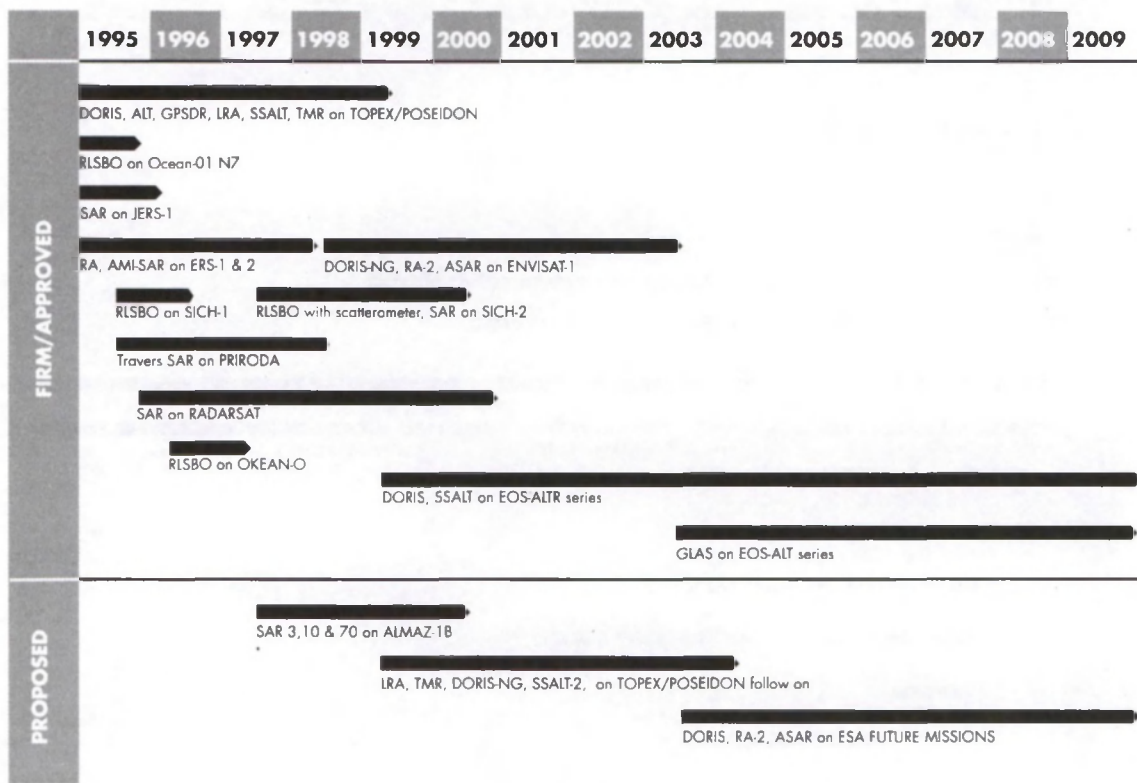 1995 1996 1997 1998 1999 2000 2001 2002 2003 2004 2005 2006 2007 2008 2009
FIRM/APPROVED
DORIS, ALT, GPSDR, LRA, SSALT, TMR on TOPEX/POSEIDON
RLSBO on Ocean-01 N7
SAR on JERS-1
RA, AMI-SAR on ERS-1 & 2
DORIS-NG, RA-2, ASAR on ENVISAT-1
RLSBO on SICH-1
RLSBO with scatterometer, SAR on SICH-2
Travers SAR on PRIRODA
SAR on RADARSAT
RLSBO on OKEAN-O
DORIS, SSALT on EOS-ALTR series
GLAS on EOS-ALT series
PROPOSED
SAR 3,10 & 70 on ALMAZ-1B
LRA, TMR, DORIS-NG, SSALT-2, on TOPEX/POSEIDON follow on
DORIS, RA-2, ASAR on ESA FUTURE MISSIONS